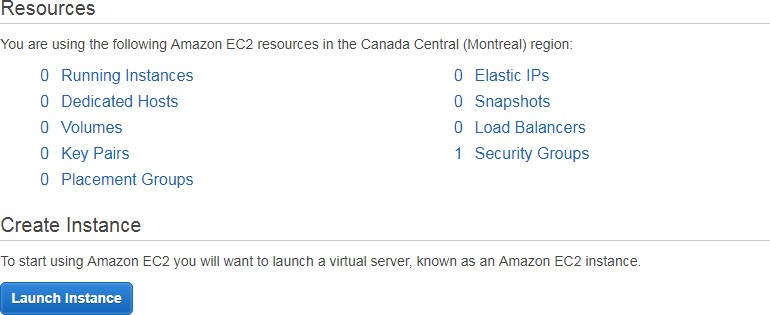 Resources
You are using the following Amazon EC2 resources in the Canada Central (Montreal) region:
0 Running Instances
0 Elastic IPs
0 Dedicated Hosts
0 Snapshots
0 Volumes
0 Load Balancers
0 Key Pairs
1 Security Groups
0 Placement Groups
Create Instance
To start using Amazon EC2 you will want to launch a virtual server, known as an Amazon EC2 instance.
Launch Instance